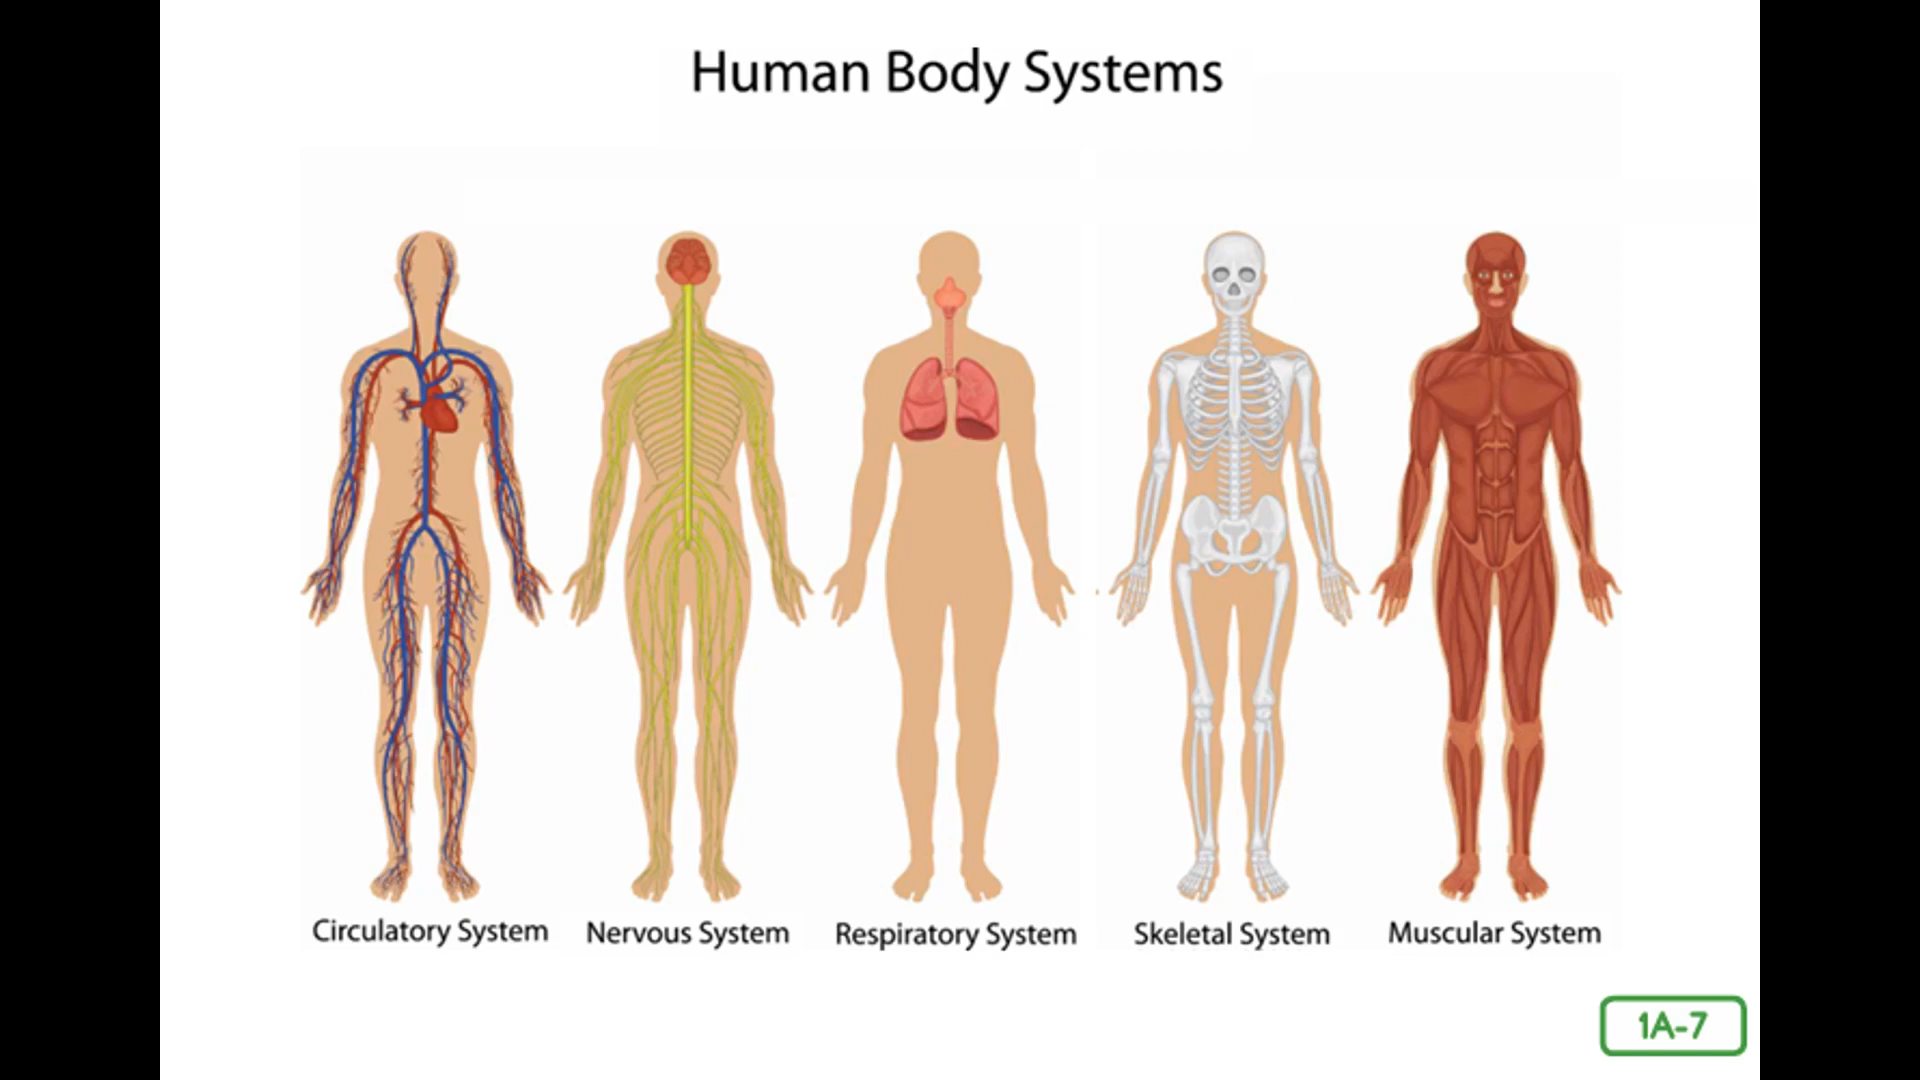 Human Body Systems
Circulatory System
Nervous System
Respiratory System
Skeletal System
Muscular System
1A-7